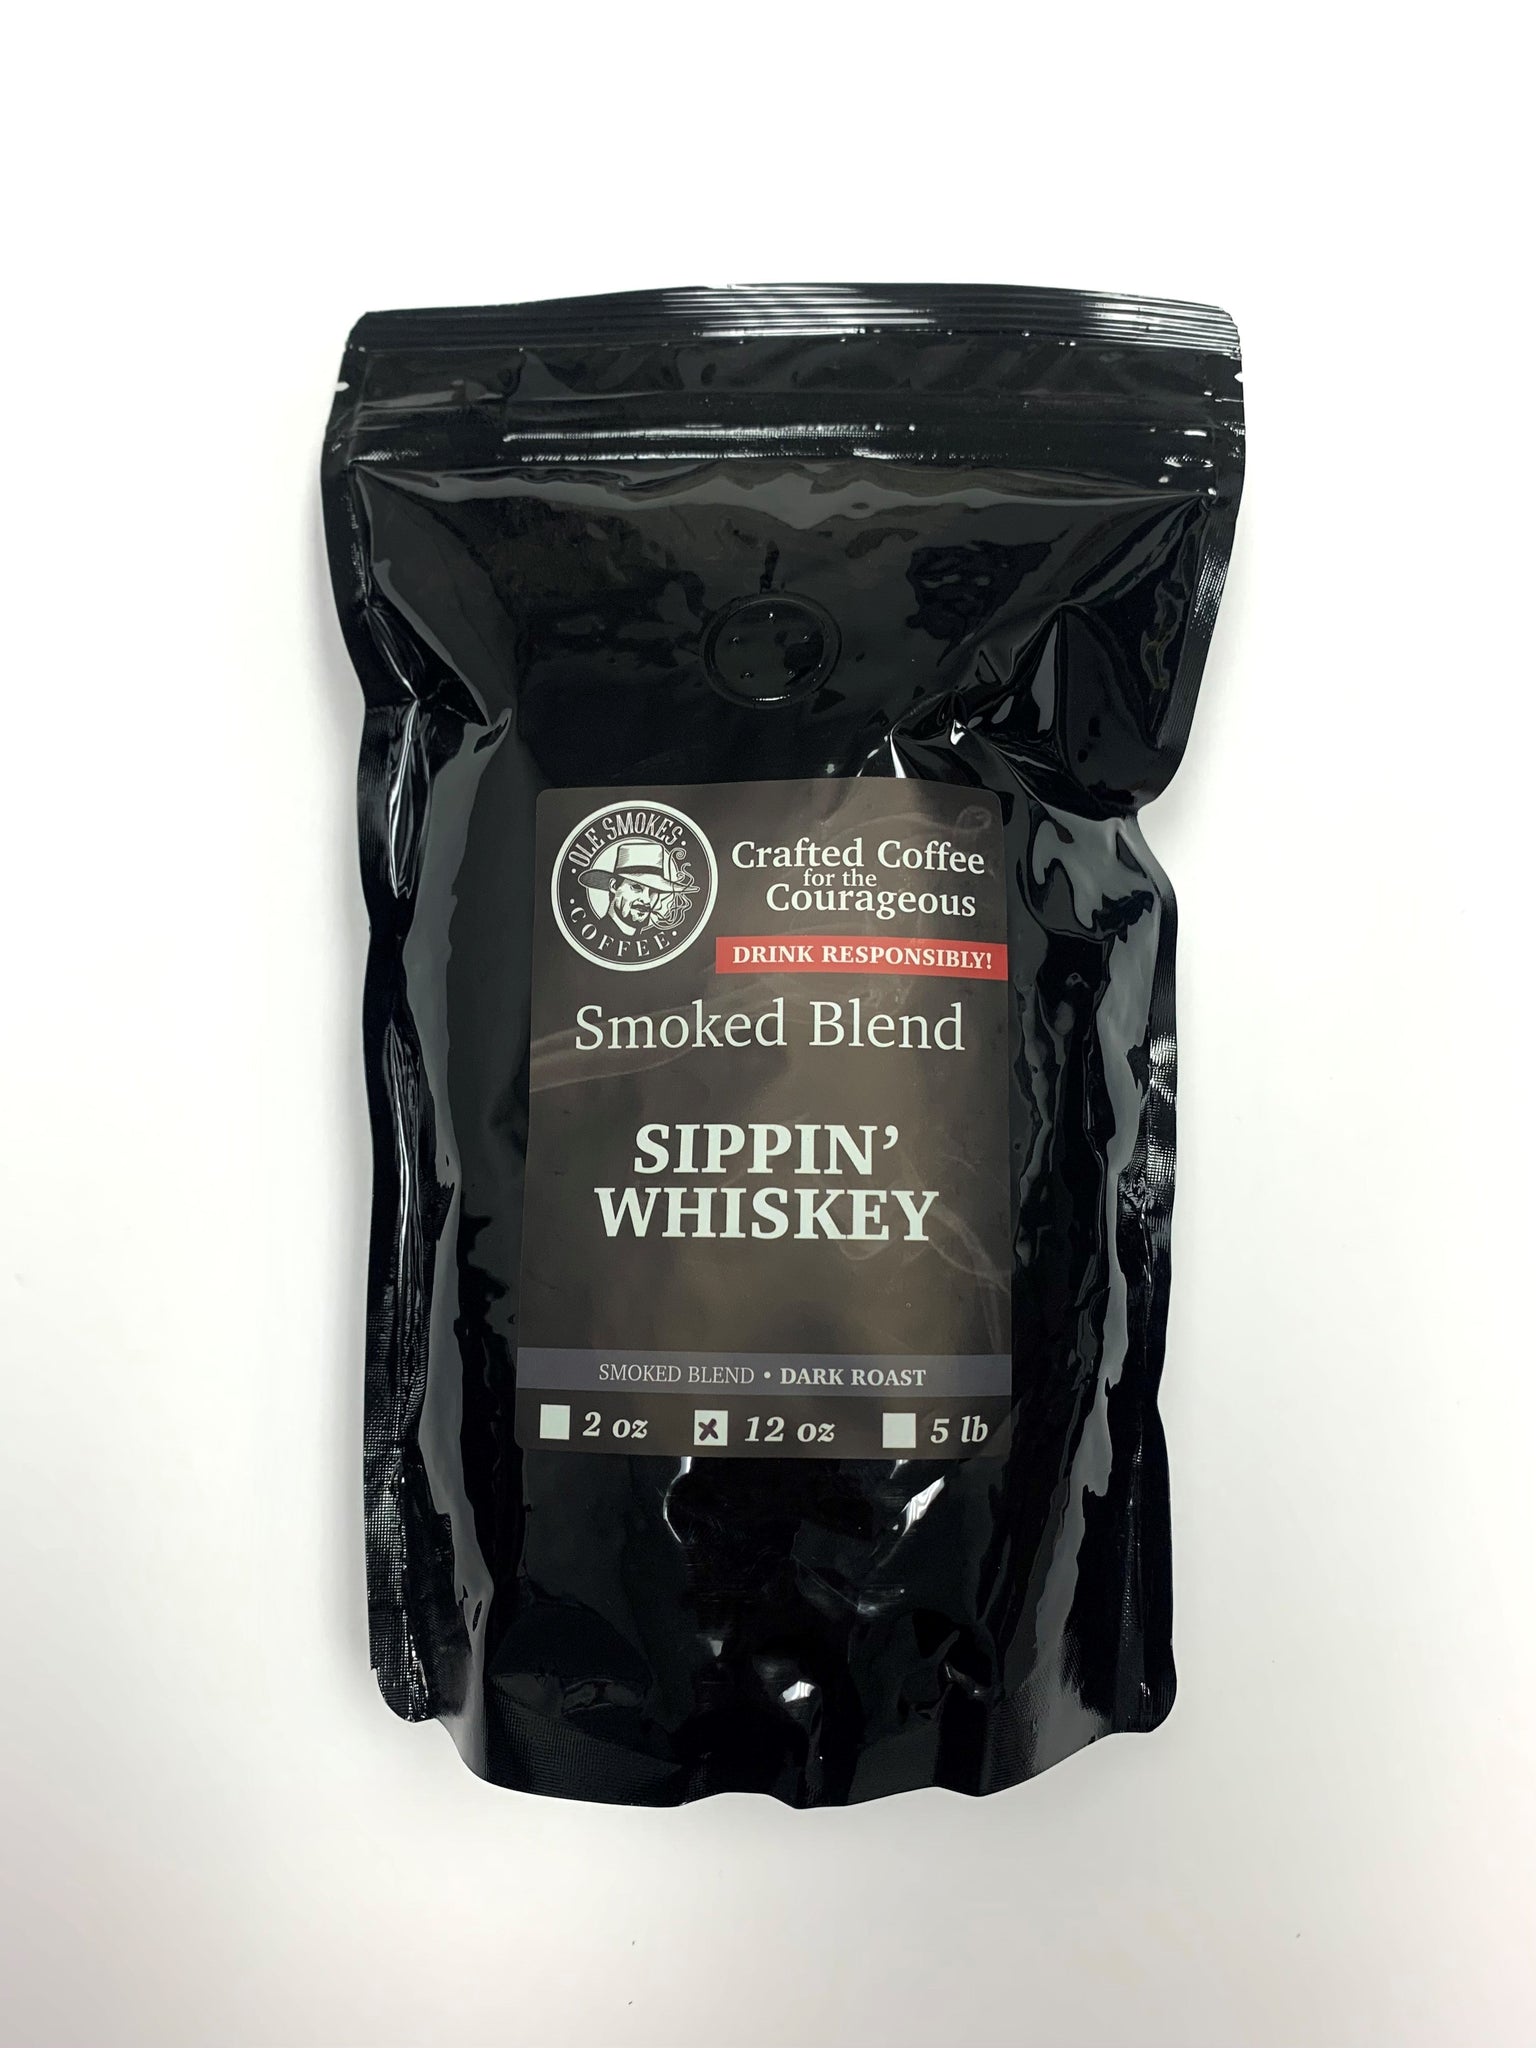 OLE SMOKES
COFFEE
Crafted Coffee
for the
Courageous
DRINK RESPONSIBLY!
Smoked Blend
SIPPIN’
WHISKEY
SMOKED BLEND • DARK ROAST
2 oz x 12 oz 5 lb